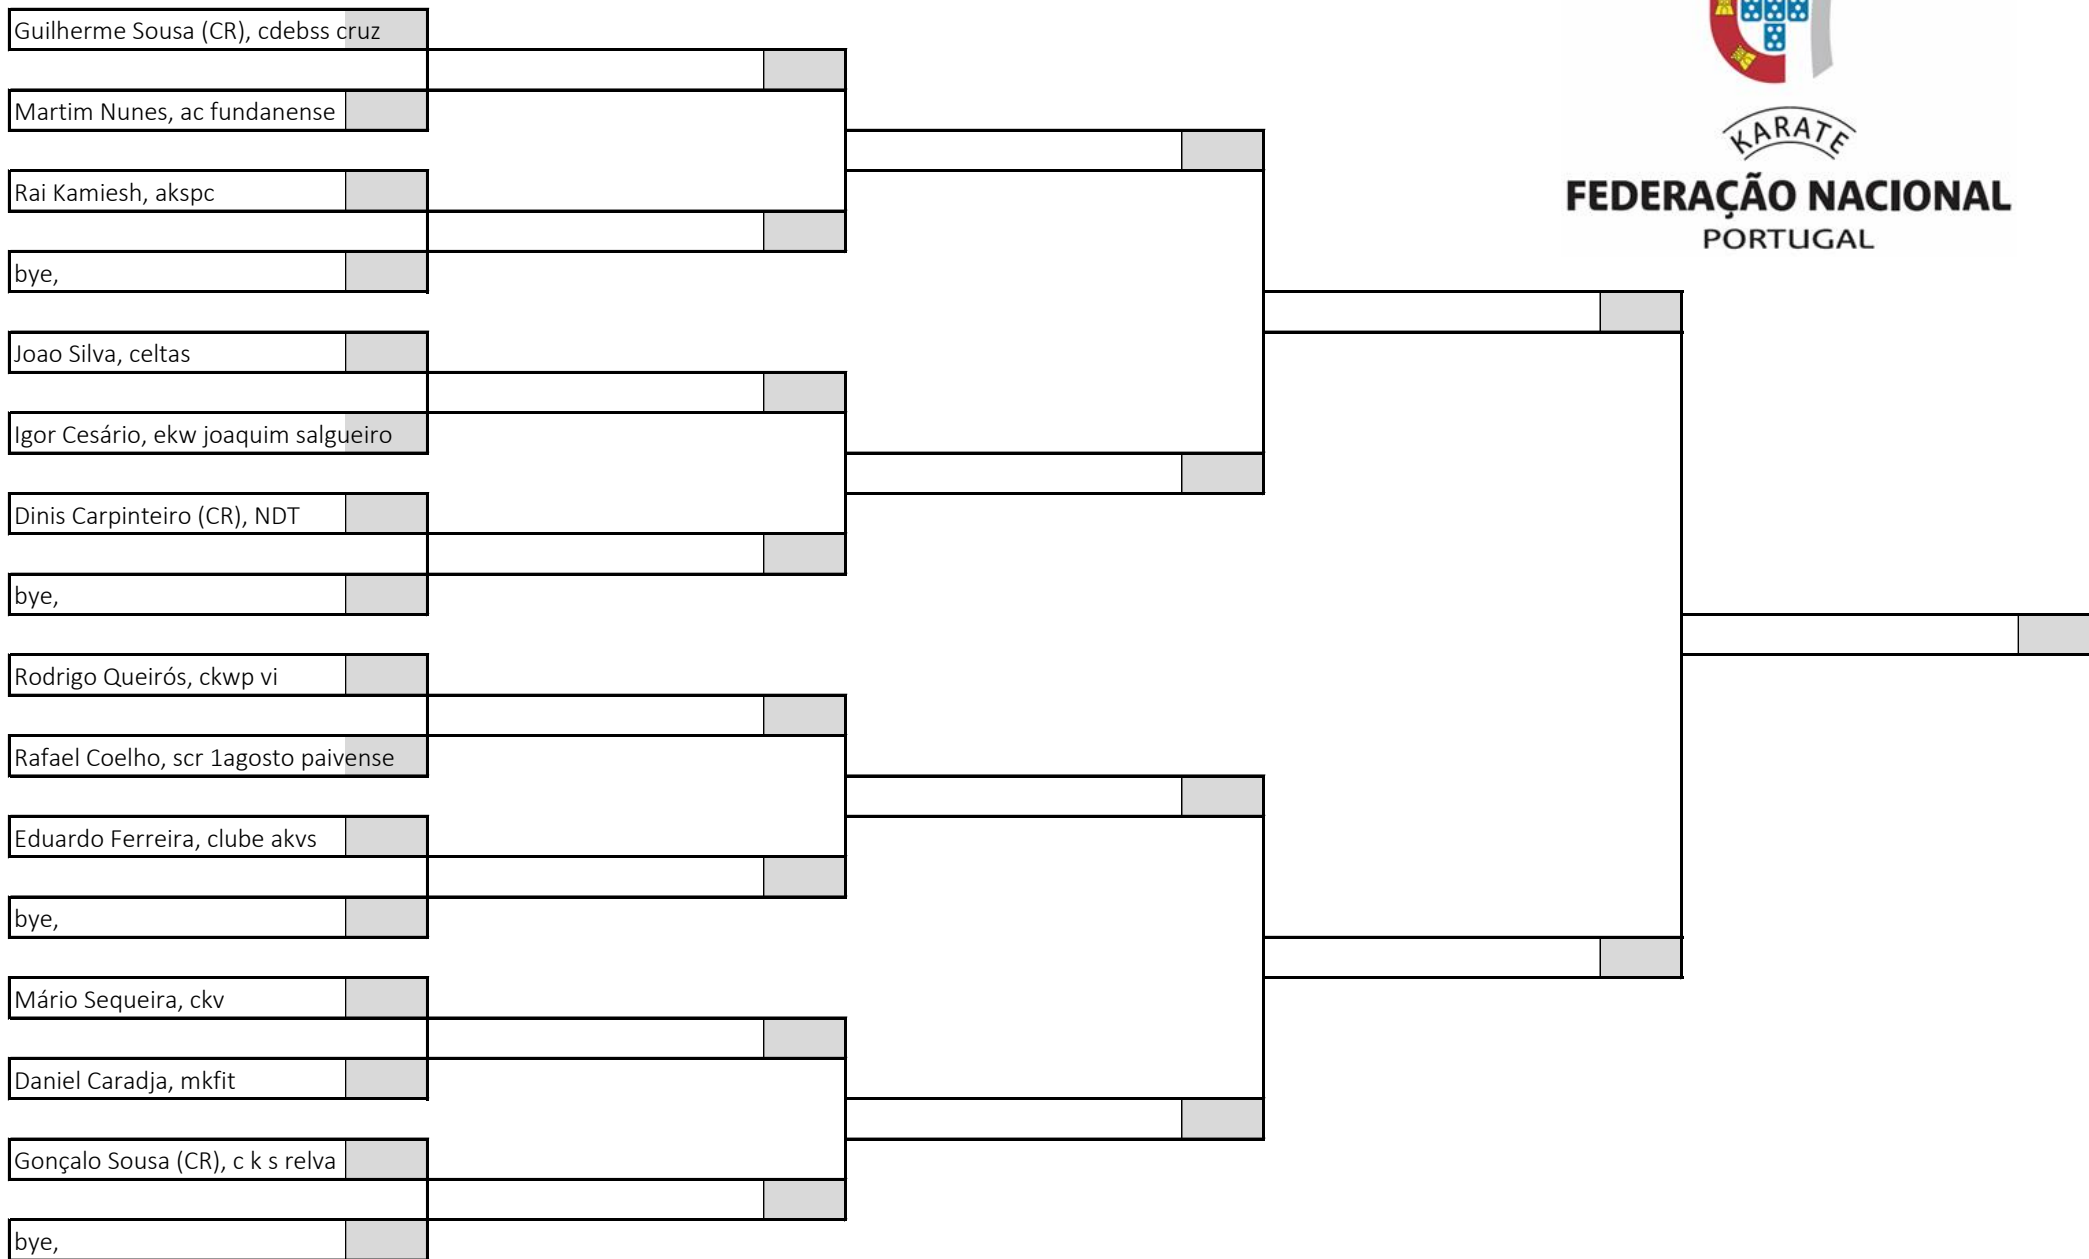 Guilherme Sousa (CR), cdebss cruz
Martim Nunes, ac fundanense
Rai Kamiesh, akspc
bye,
Joao Silva, celtas
Igor Cesário, ekw joaquim salgueiro
Dinis Carpinteiro (CR), NDT
bye,
Rodrigo Queirós, ckwp vi
Rafael Coelho, scr 1agosto paivense
Eduardo Ferreira, clube akvs
bye,
Mário Sequeira, ckv
Daniel Caradja, mkfit
Gonçalo Sousa (CR), c k s relva
bye,
KARATE
FEDERAÇÃO NACIONAL
PORTUGAL